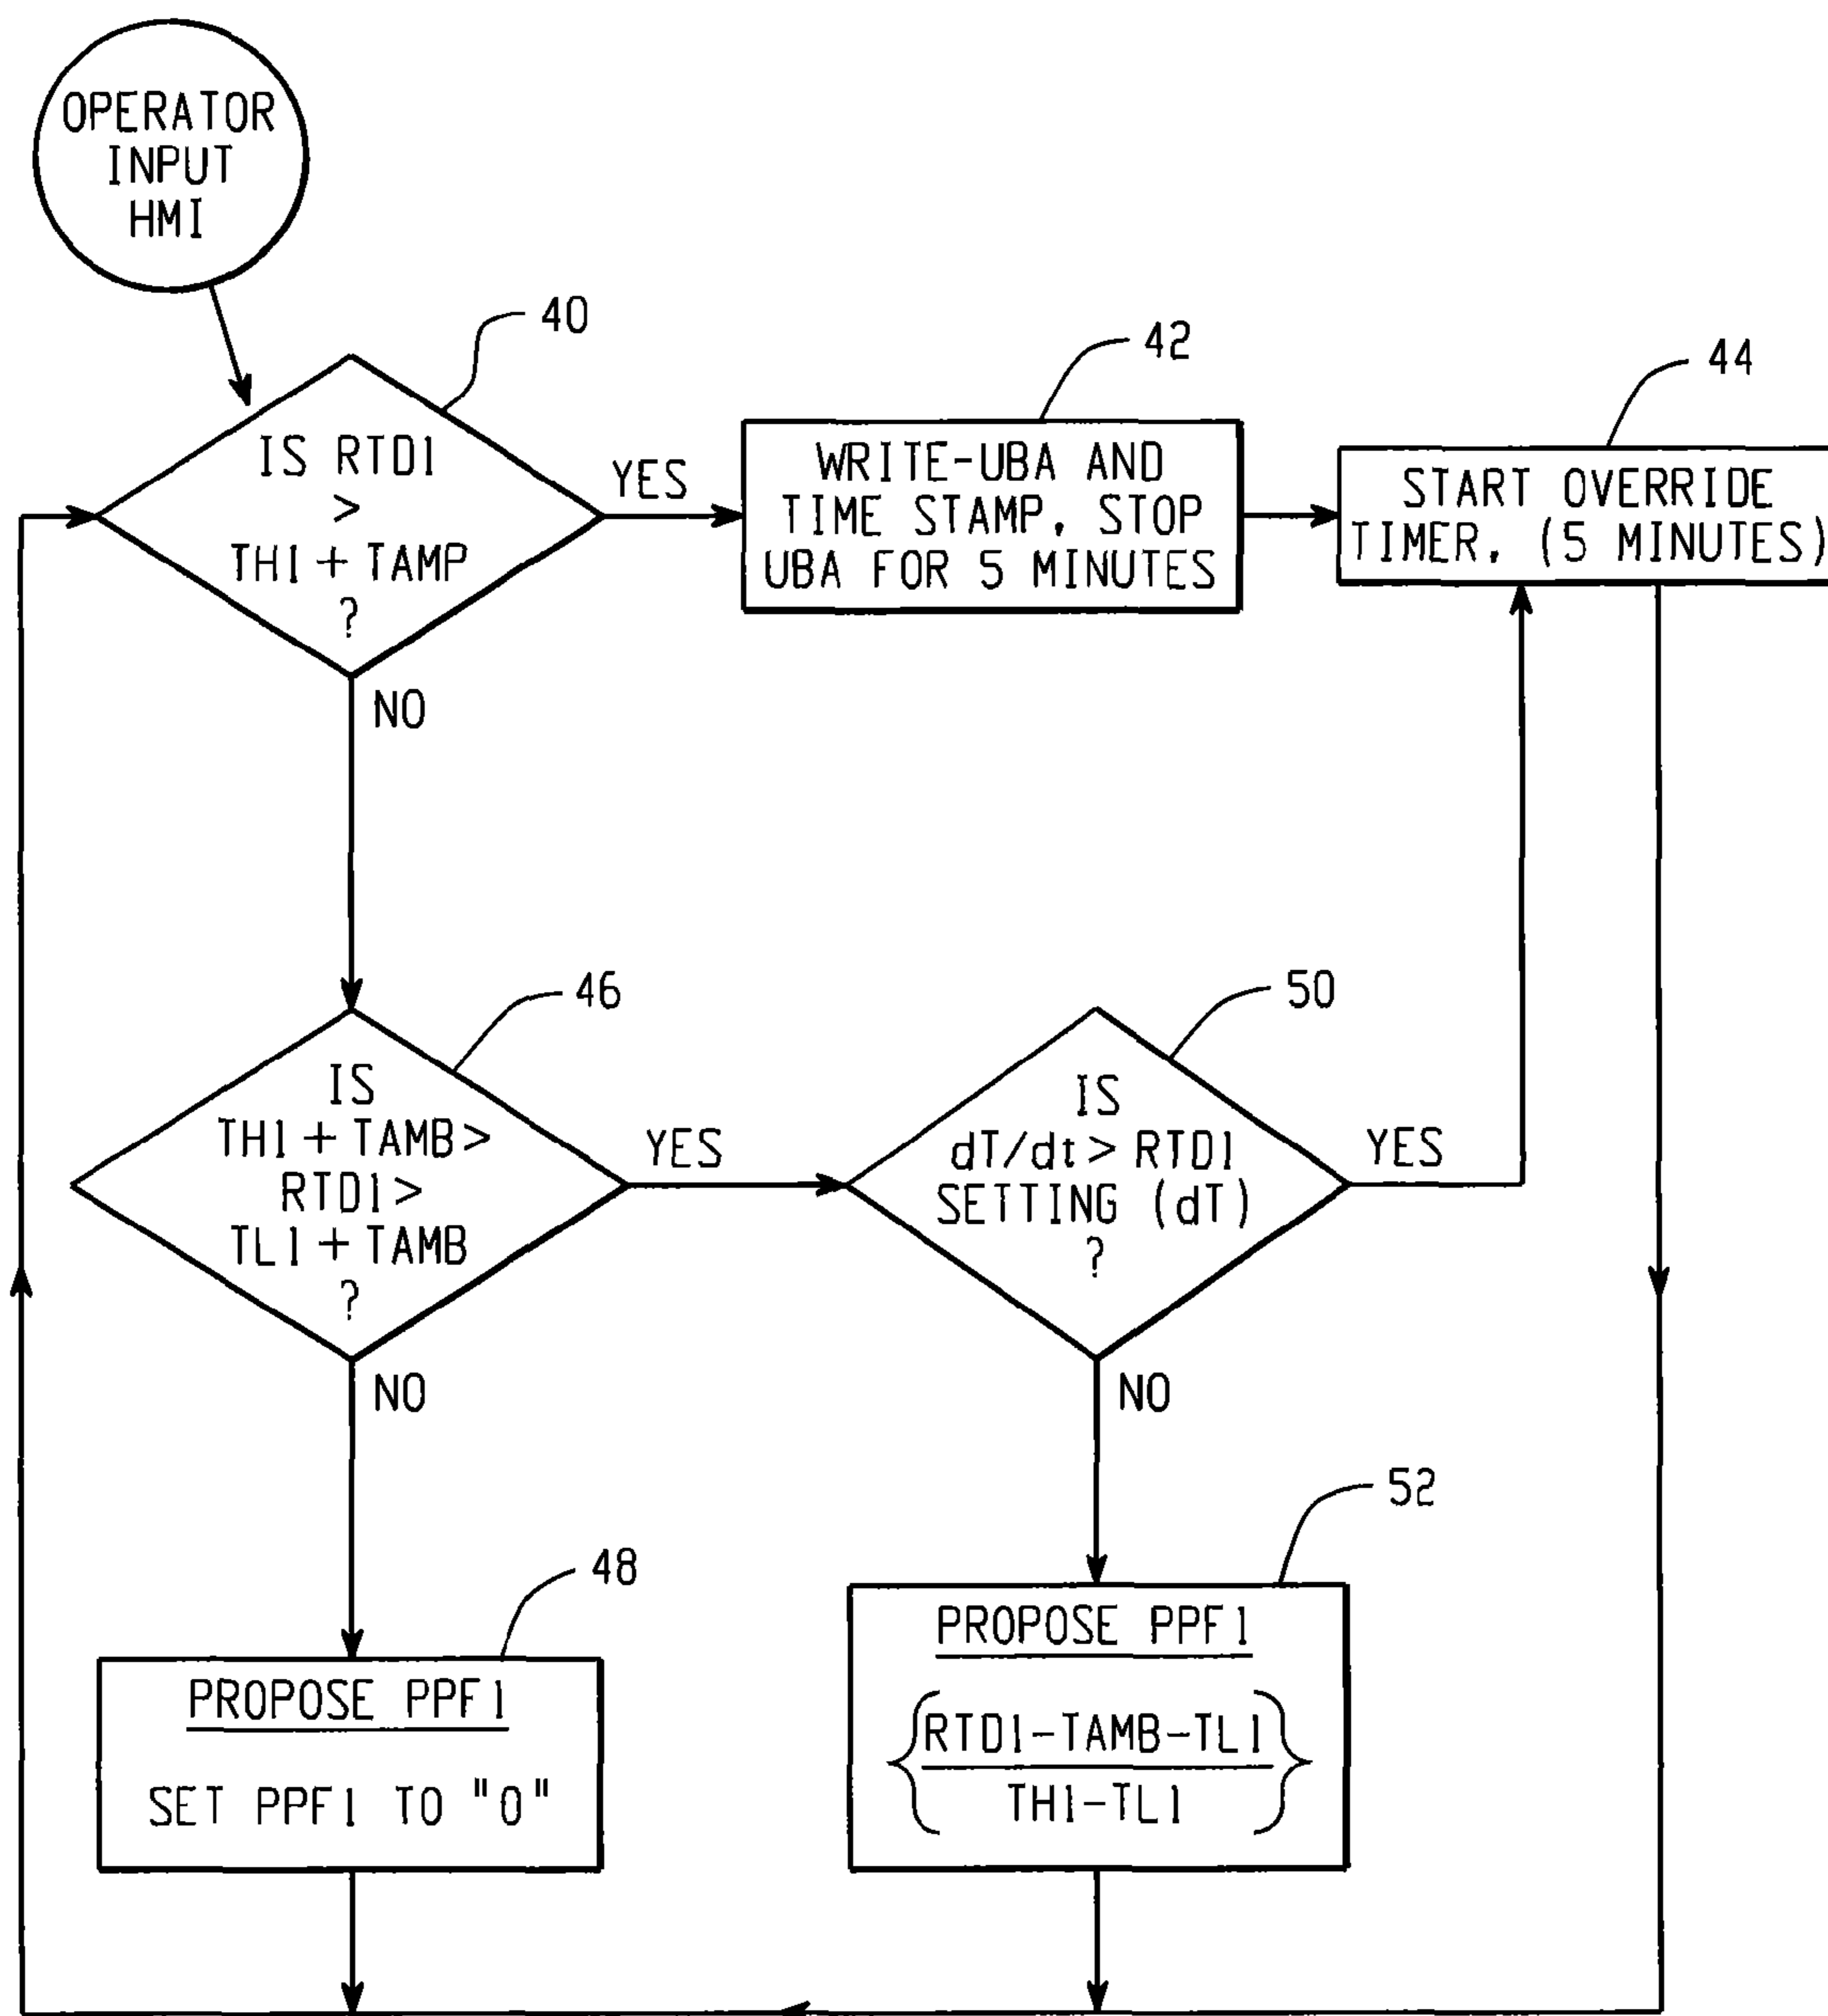 OPERATOR
INPUT
HMI
40
IS RTD1
>
TH1 + TAMP
?
YES
NO
42
WRITE-UBA AND
TIME STAMP, STOP
UBA FOR 5 MINUTES
44
START OVERRIDE
TIMER, (5 MINUTES)
46
IS
TH1 + TAMB >
RTD1 >
TL1 + TAMB
?
YES
NO
50
IS
dT/dt > RTD1
SETTING (dT)
?
YES
NO
48
PROPOSE PPF1
SET PPF1 TO "0"
52
PROPOSE PPF1
RTD1-TAMB-TL1
TH1-TL1